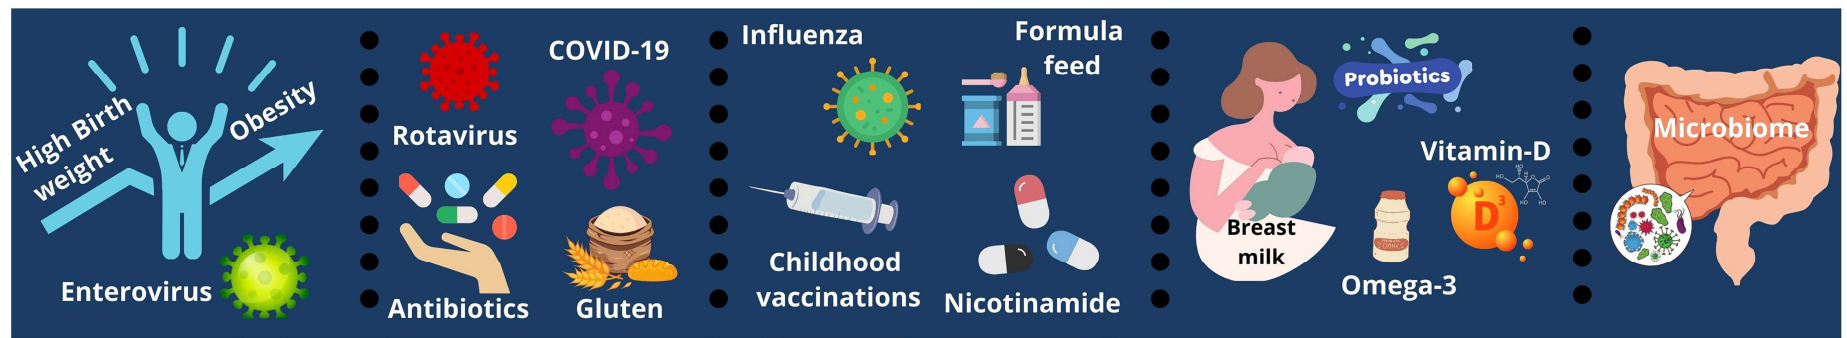 High Birth
weight
Obesity
Enterovirus
Rotavirus
COVID-19
Antibiotics
Gluten
Influenza
Formula
feed
Childhood
vaccinations
Nicotinamide
Breast
milk
Probiotics
Vitamin-D
D3
Omega-3
Microbiome